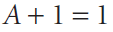 A + 1 = 1